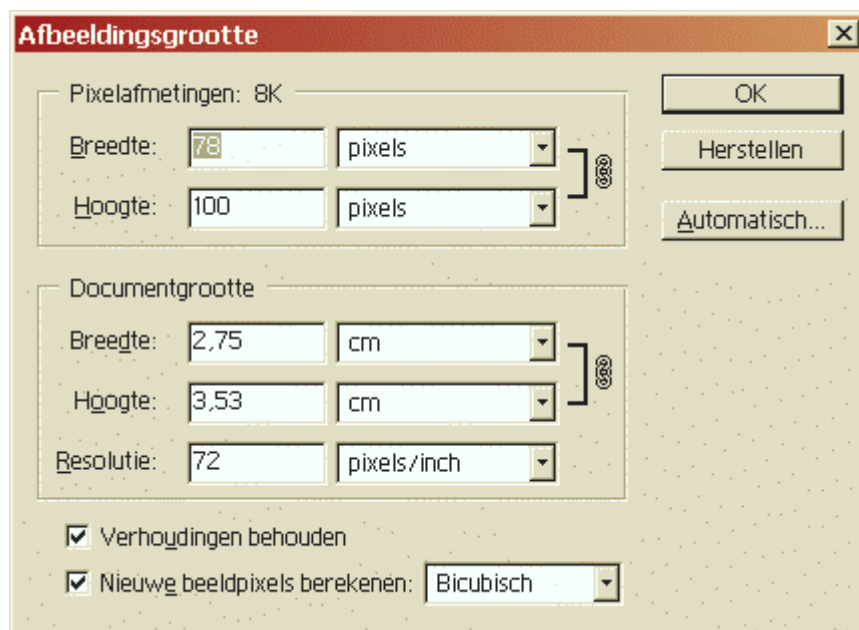 Afbeeldingsgrootte
Pixelafmetingen: 8K
Breedte: 78 pixels
Hoogte: 100 pixels
OK
Herstellen
Automatisch...
Documentgrootte
Breedte: 2,75 cm
Hoogte: 3,53 cm
Resolutie: 72 pixels/inch
Verhoudingen behouden
Nieuwe beeldpixels berekenen: Bicubisch